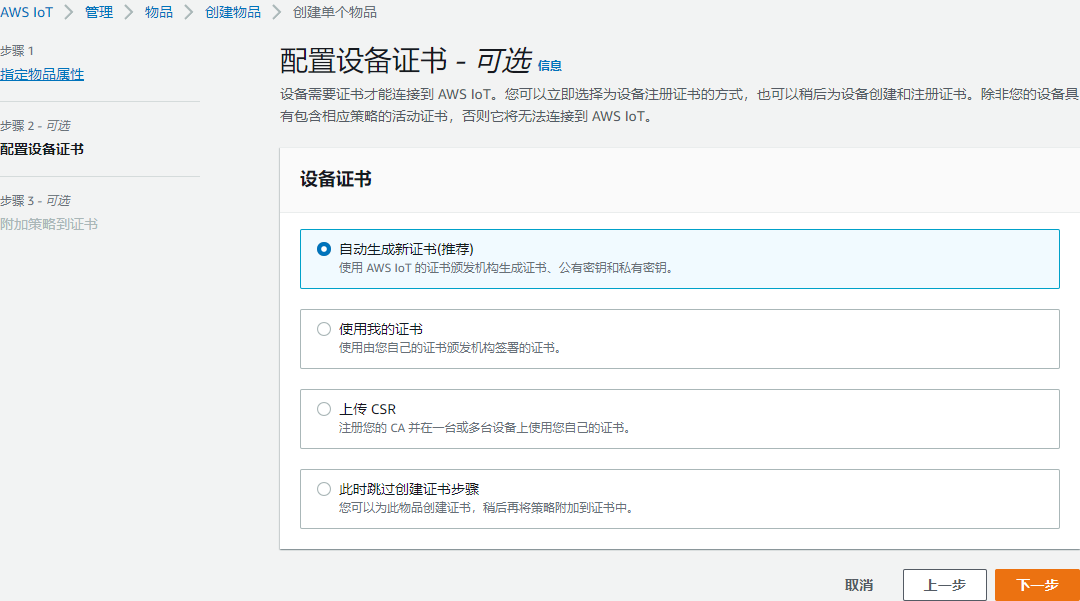 AWS IoT > 管理 > 物品 > 创建物品 > 创建单个物品
步骤 1
指定物品属性
步骤 2 - 可选
配置设备证书
步骤 3 - 可选
附加策略到证书
配置设备证书 - 可选 信息
设备需要证书才能连接到 AWS IoT。您可以立即选择为设备注册证书的方式，也可以稍后为设备创建和注册证书。除非您的设备具
有包含相应策略的活动证书，否则它将无法连接到 AWS IoT。
设备证书
自动生成新证书(推荐)
使用 AWS IoT 的证书颁发机构生成证书、公有密钥和私有密钥。
使用我的证书
使用由您自己的证书颁发机构签署的证书。
上传 CSR
注册您的 CA 并在一台或多台设备上使用您自己的证书。
此时跳过创建证书步骤
您可以为此物品创建证书，稍后再将策略附加到证书中。
取消 上一步 下一步